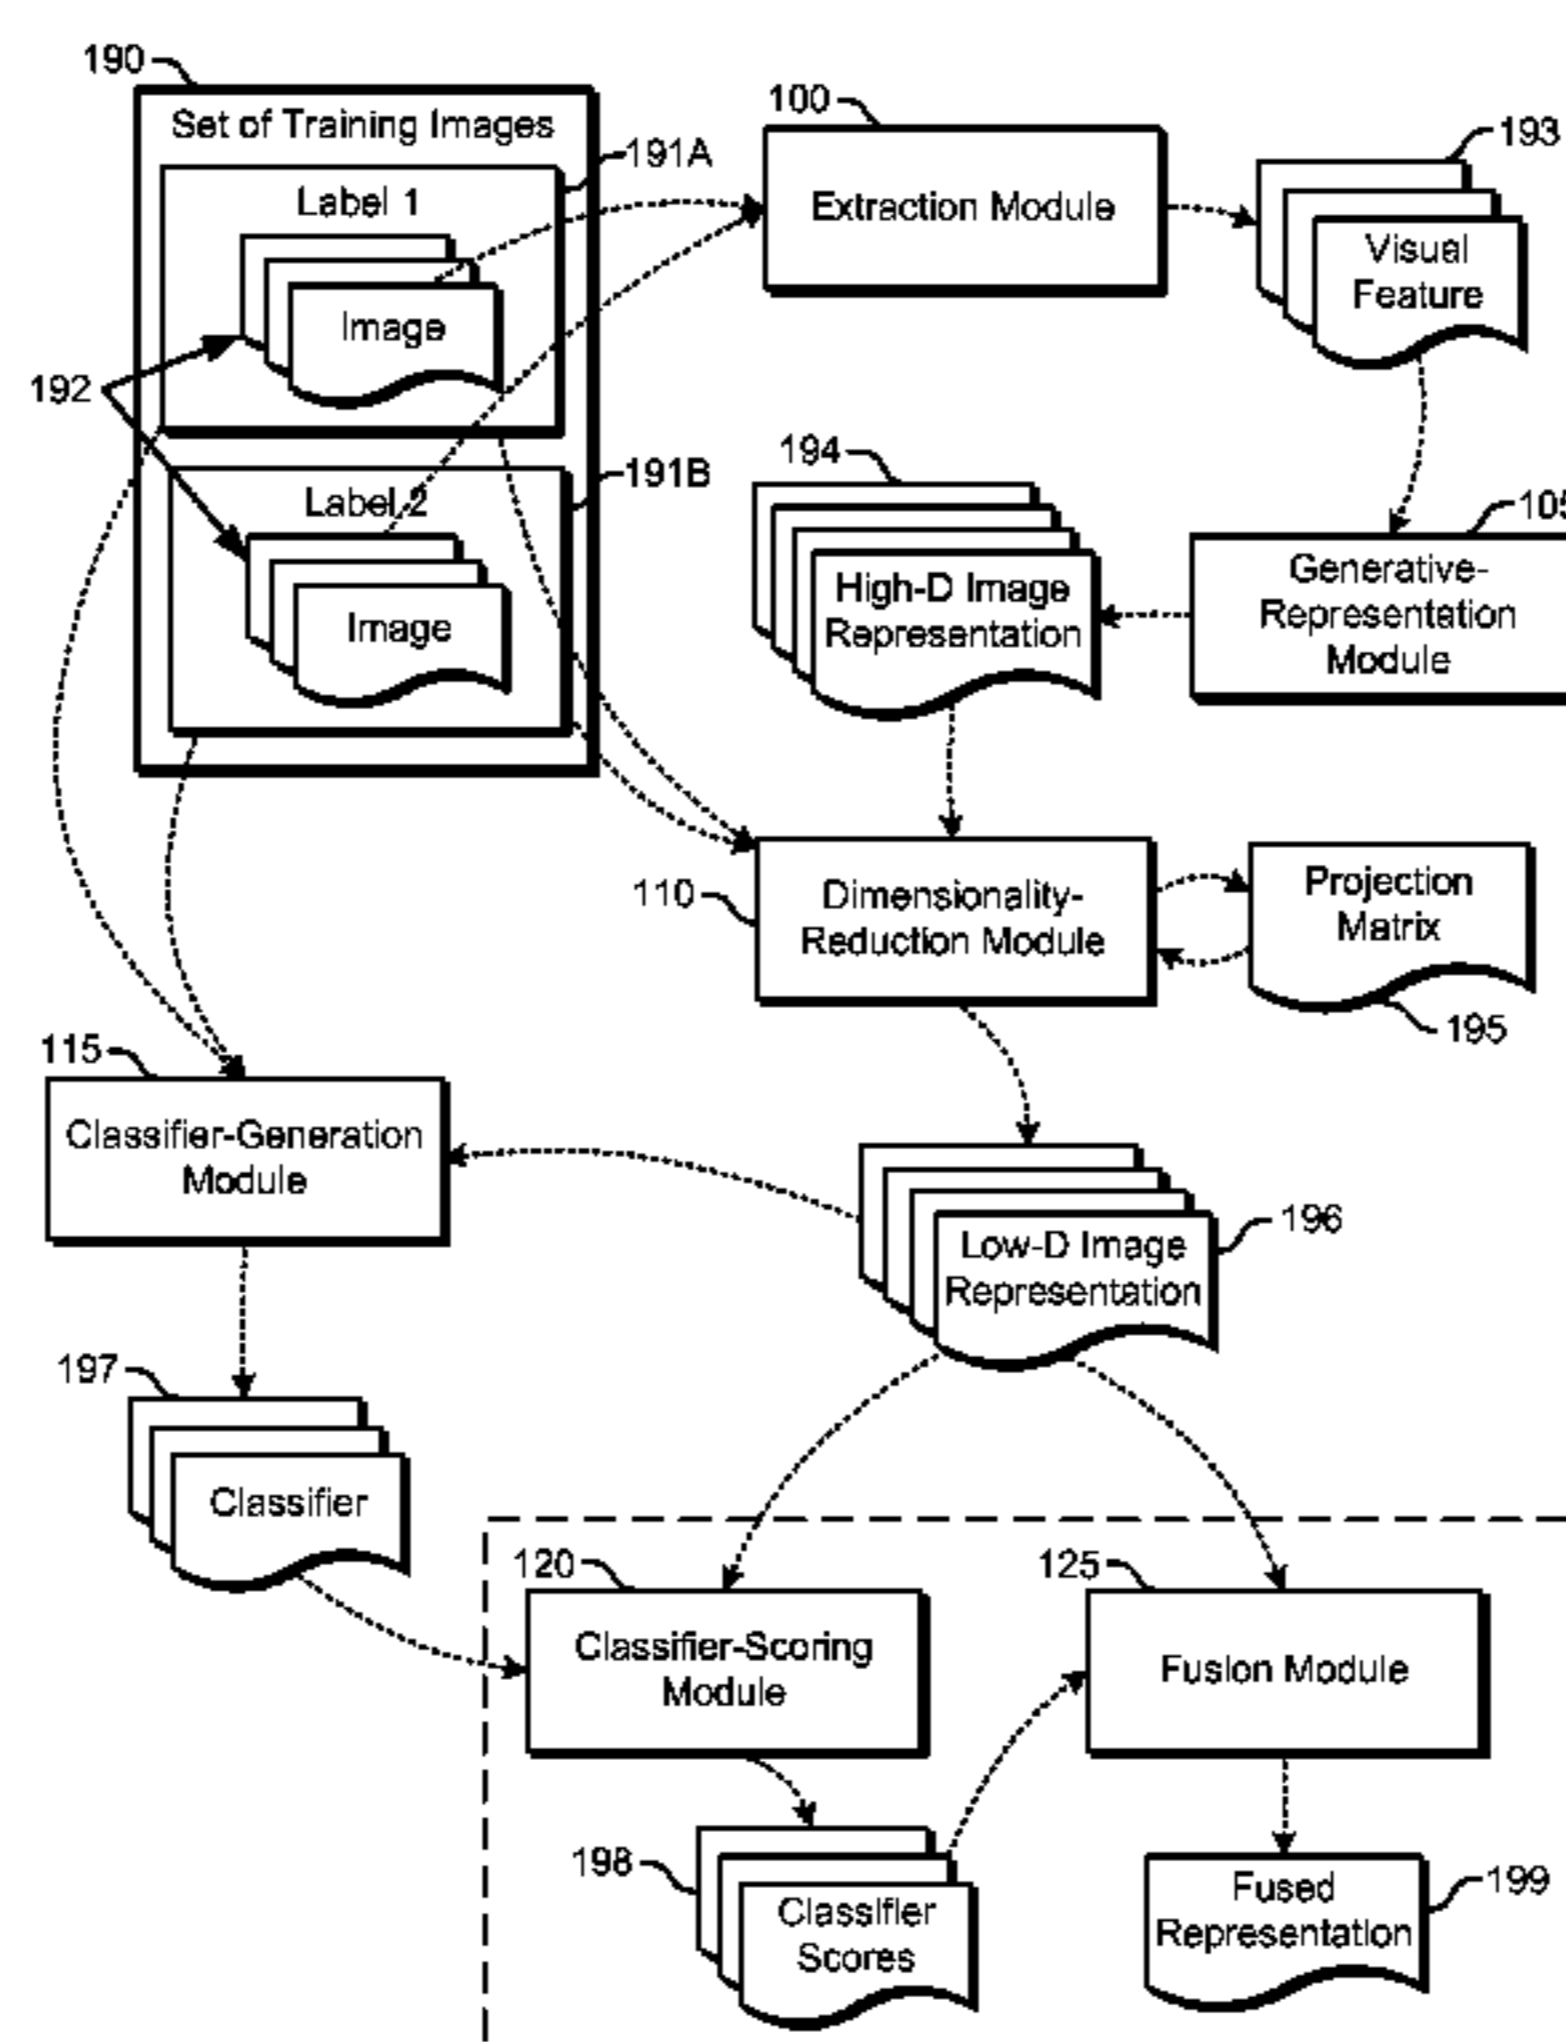 190
Set of Training Images
191A
Label 1
Image
192
191B
Label 2
Image
100
Extraction Module
193
Visual
Feature
194
High-D Image
Representation
105
Generative-
Representation
Module
110
Dimensionality-
Reduction Module
Projection
Matrix
195
115
Classifier-Generation
Module
196
Low-D Image
Representation
197
Classifier
120
Classifier-Scoring
Module
125
Fusion Module
198
Classifier
Scores
199
Fused
Representation